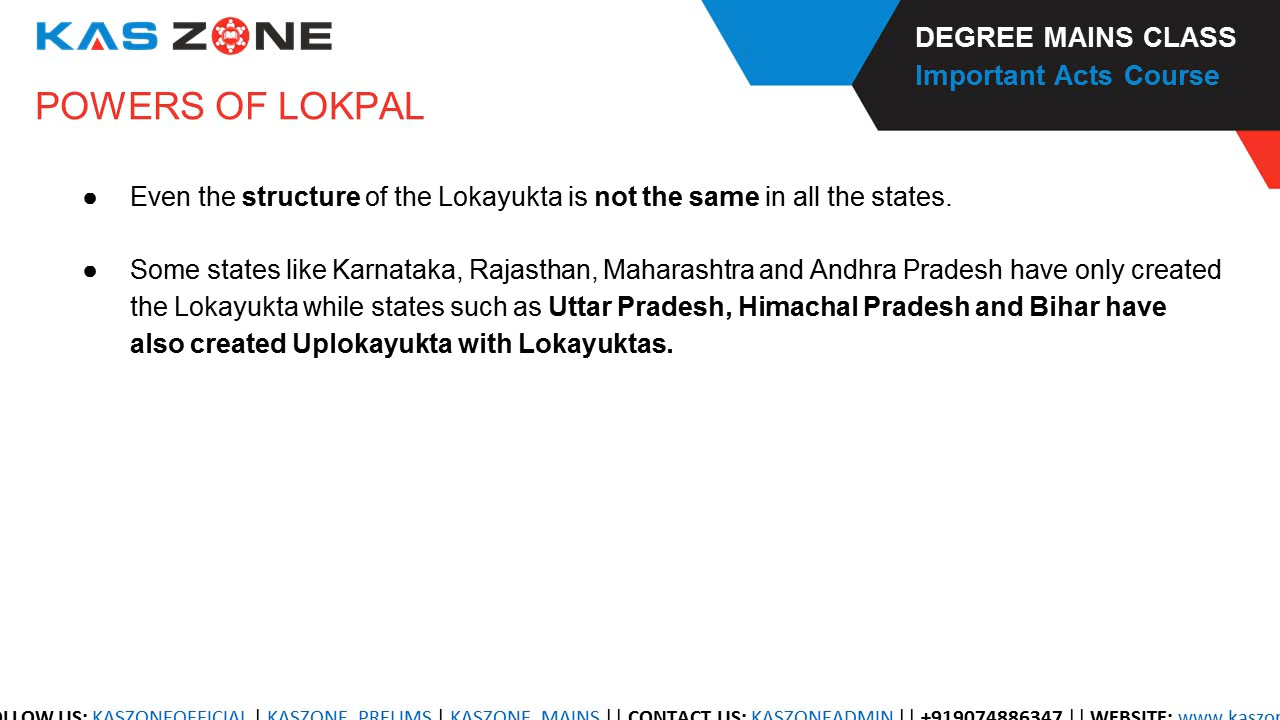 KAS ZONE
DEGREE MAINS CLASS
Important Acts Course
POWERS OF LOKPAL
● Even the structure of the Lokayukta is not the same in all the states.
● Some states like Karnataka, Rajasthan, Maharashtra and Andhra Pradesh have only created
the Lokayukta while states such as Uttar Pradesh, Himachal Pradesh and Bihar have
also created Uplokayukta with Lokayuktas.
US: KASZONEOFFICIAL | KASZONE_PRELIMS | KASZONE_MAINS || CONTACT US: KASZONEADMIN || +919074886347 || WEBSITE: www.kaszon